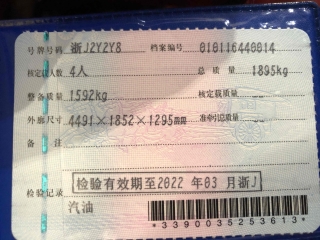 号牌号码 浙J2Y2Y8 档案编号 010116440014
核定载人数 4人 总质量 1895kg
整备质量 1592kg 核定载质量
外廓尺寸 4491×1852×1295mm 准牵引总质量
备注
检验记录 检验有效期至2022年03月浙J
汽油
*3390035253613*